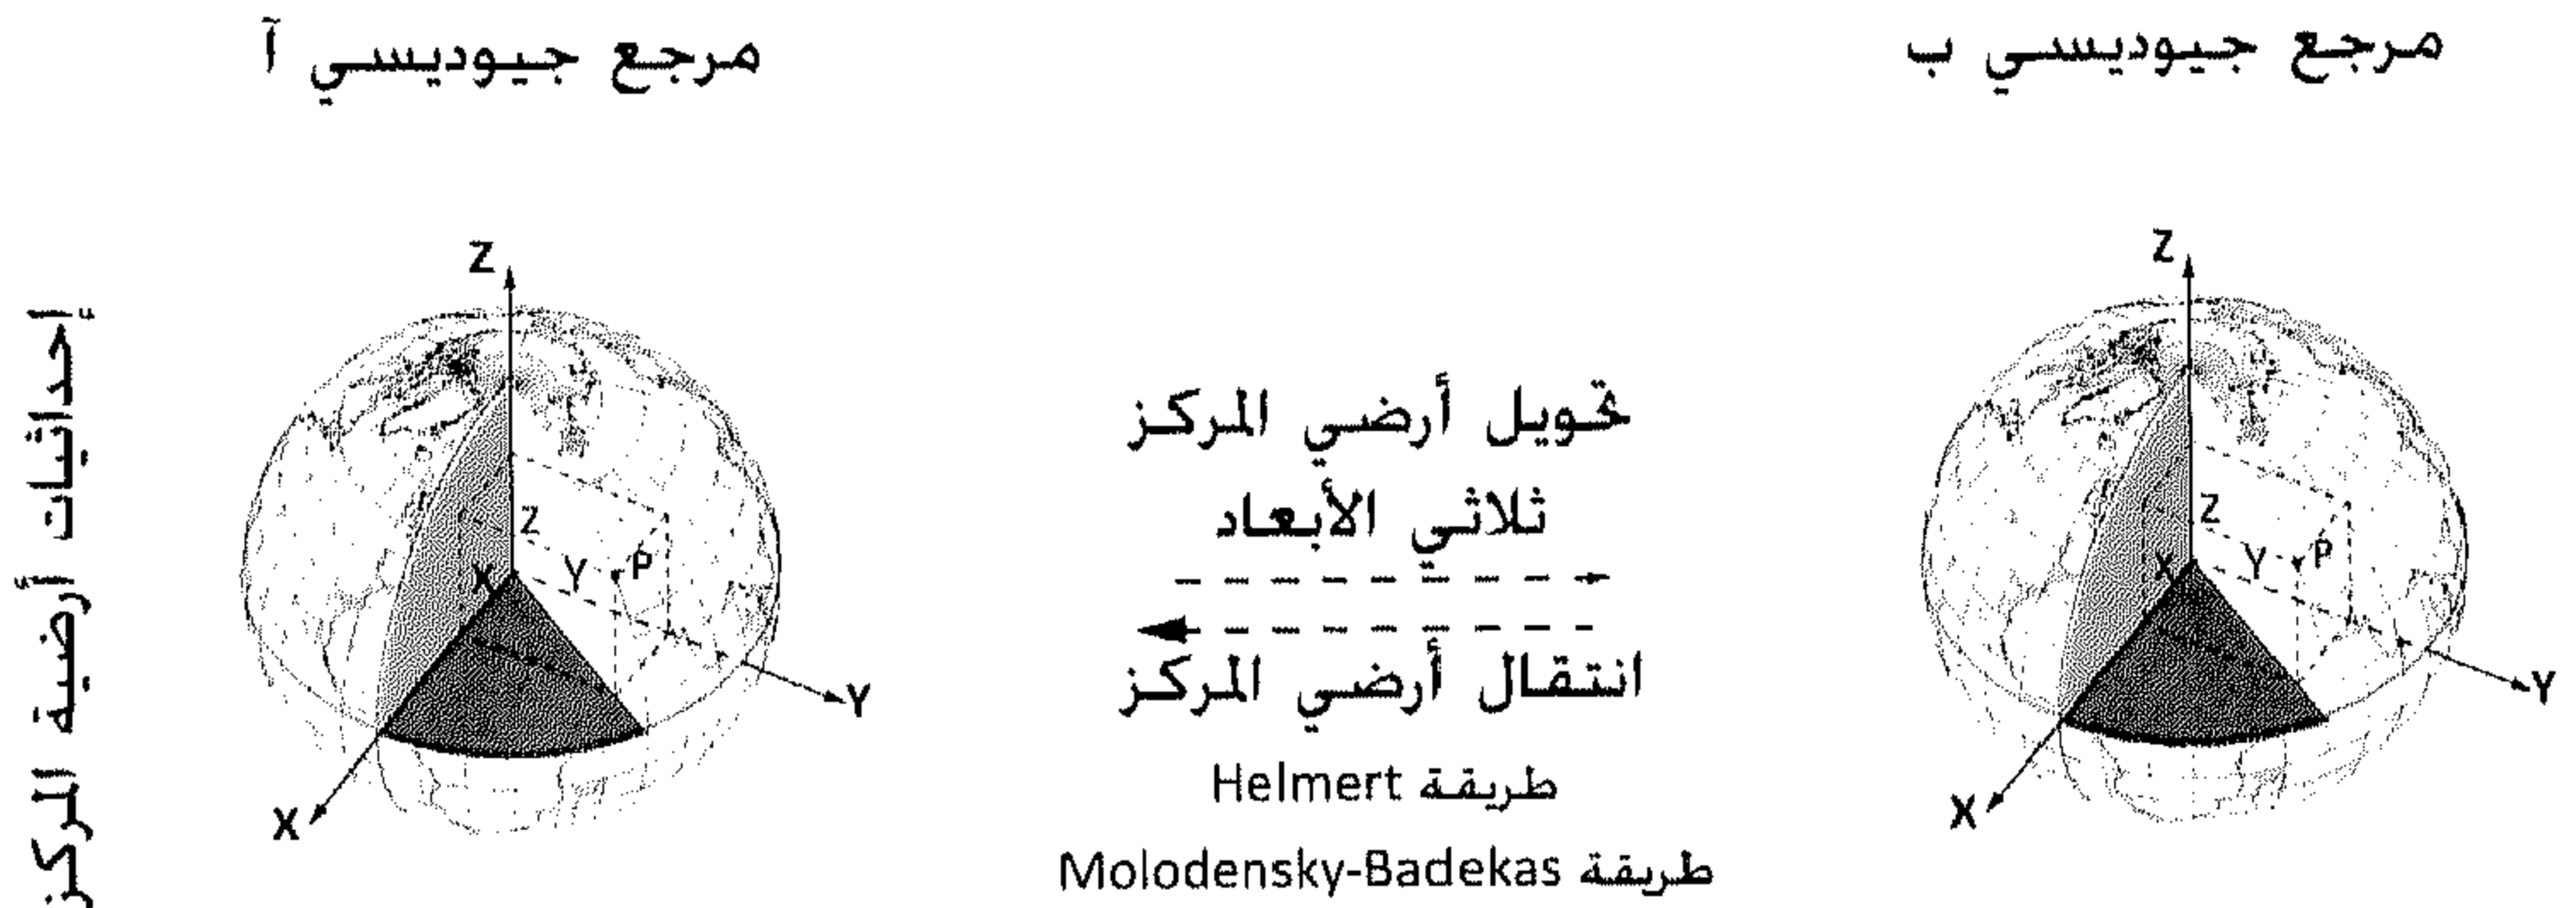 مرجع جيوديسي آ
مرجع جيوديسي ب
إحداثيات أرضية المركز
Z
Z
X
Y
P
Y
X
تحويل أرضي المركز
ثلاثي الأبعاد
انتقال أرضي المركز
طريقة Helmert
طريقة Molodensky-Badekas
Z
Z
X
Y
P
Y
X